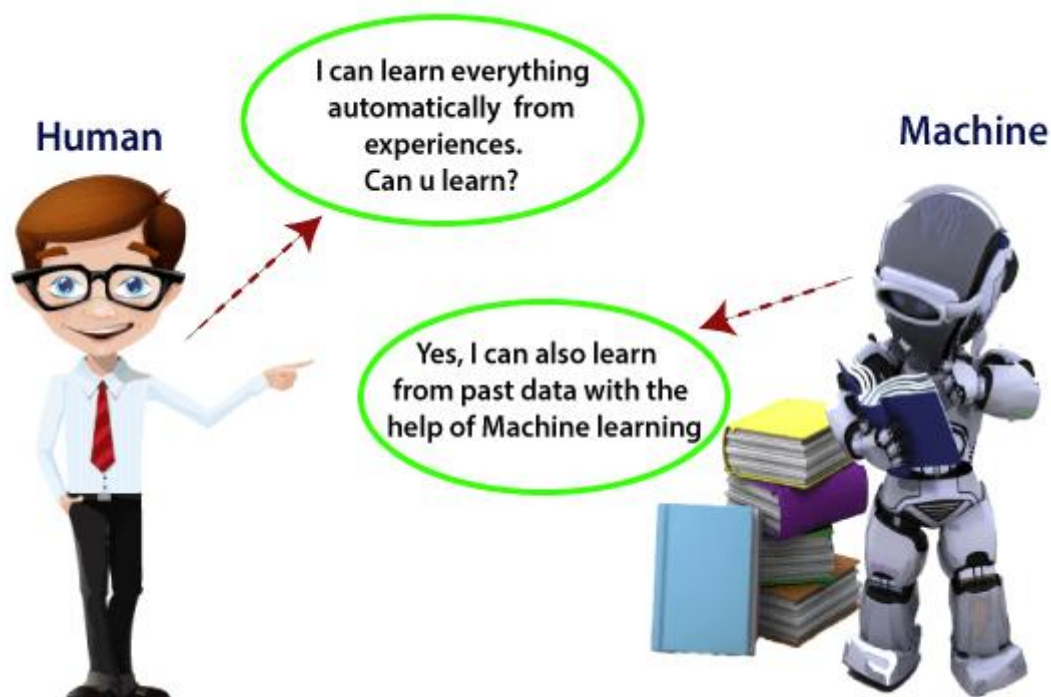 Human
I can learn everything
automatically from
experiences.
Can u learn?
Machine
Yes, I can also learn
from past data with the
help of Machine learning